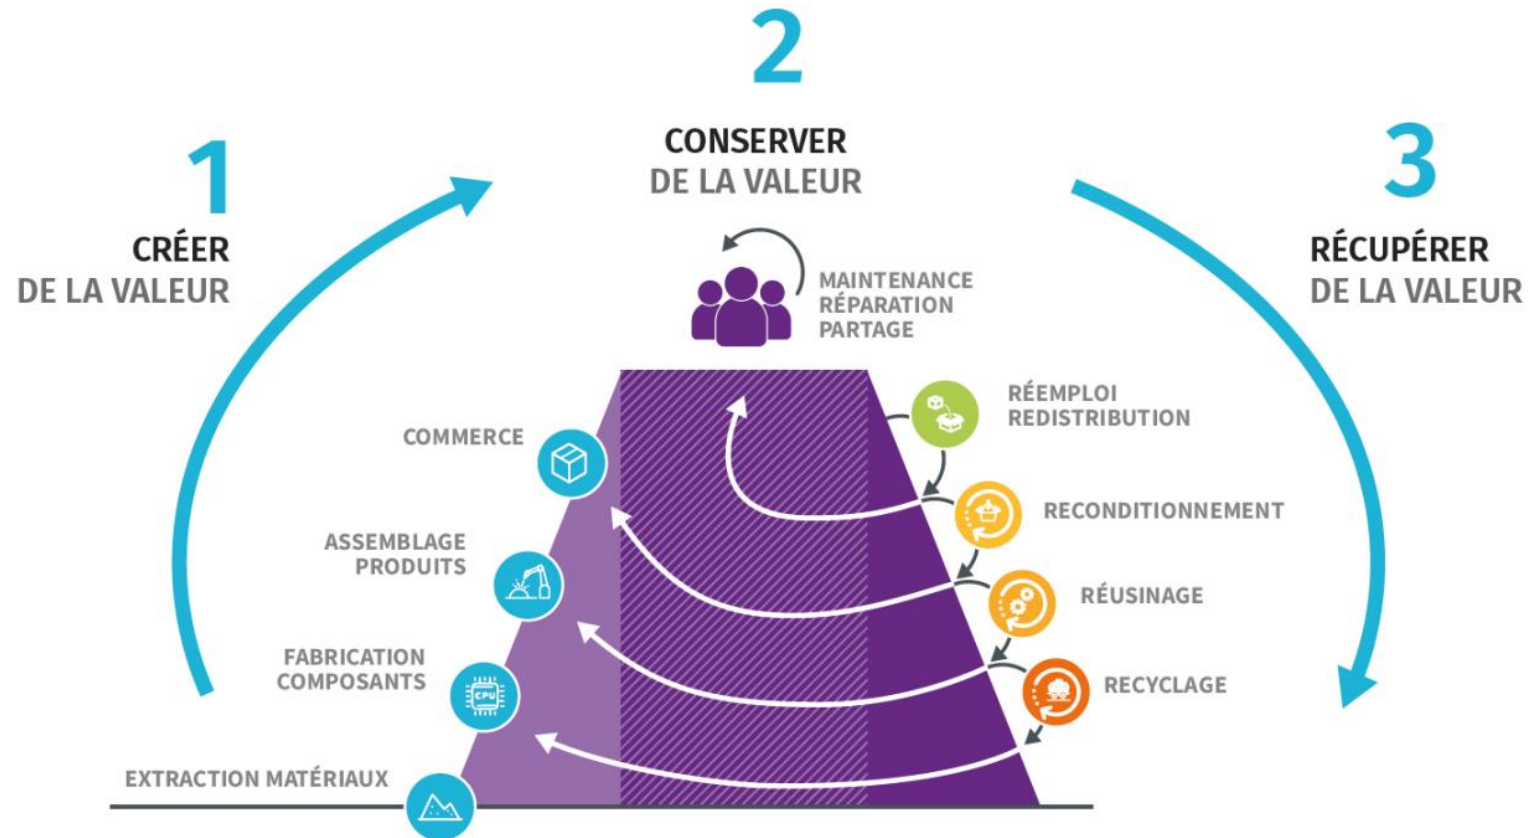 1
CRÉER
DE LA VALEUR
2
CONSERVER
DE LA VALEUR
3
RÉCUPÉRER
DE LA VALEUR
MAINTENANCE
RÉPARATION
PARTAGE
COMMERCE
ASSEMBLAGE
PRODUITS
FABRICATION
COMPOSANTS
CPU
EXTRACTION MATÉRIAUX
RÉEMPLOI
REDISTRIBUTION
RECONDITIONNEMENT
RÉUSINAGE
RECYCLAGE